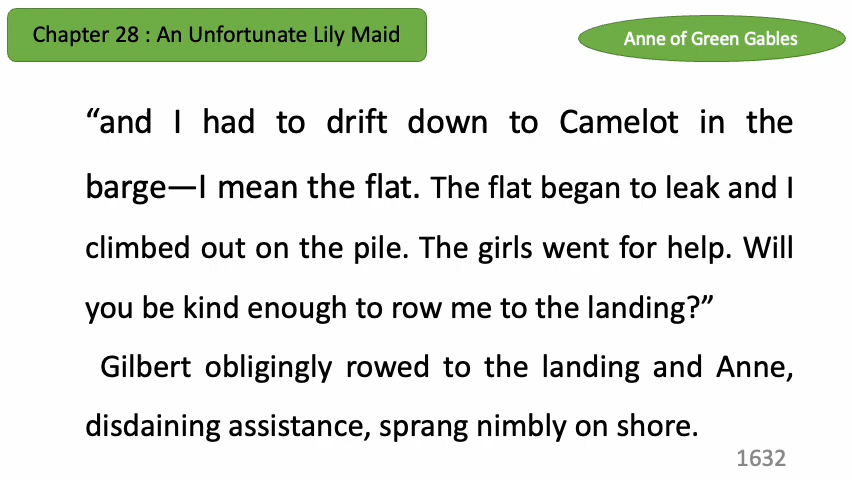 Chapter 28 : An Unfortunate Lily Maid
Anne of Green Gables
“and I had to drift down to Camelot in the
barge—I mean the flat. The flat began to leak and I
climbed out on the pile. The girls went for help. Will
you be kind enough to row me to the landing?”
Gilbert obligingly rowed to the landing and Anne,
disdaining assistance, sprang nimbly on shore.
1632